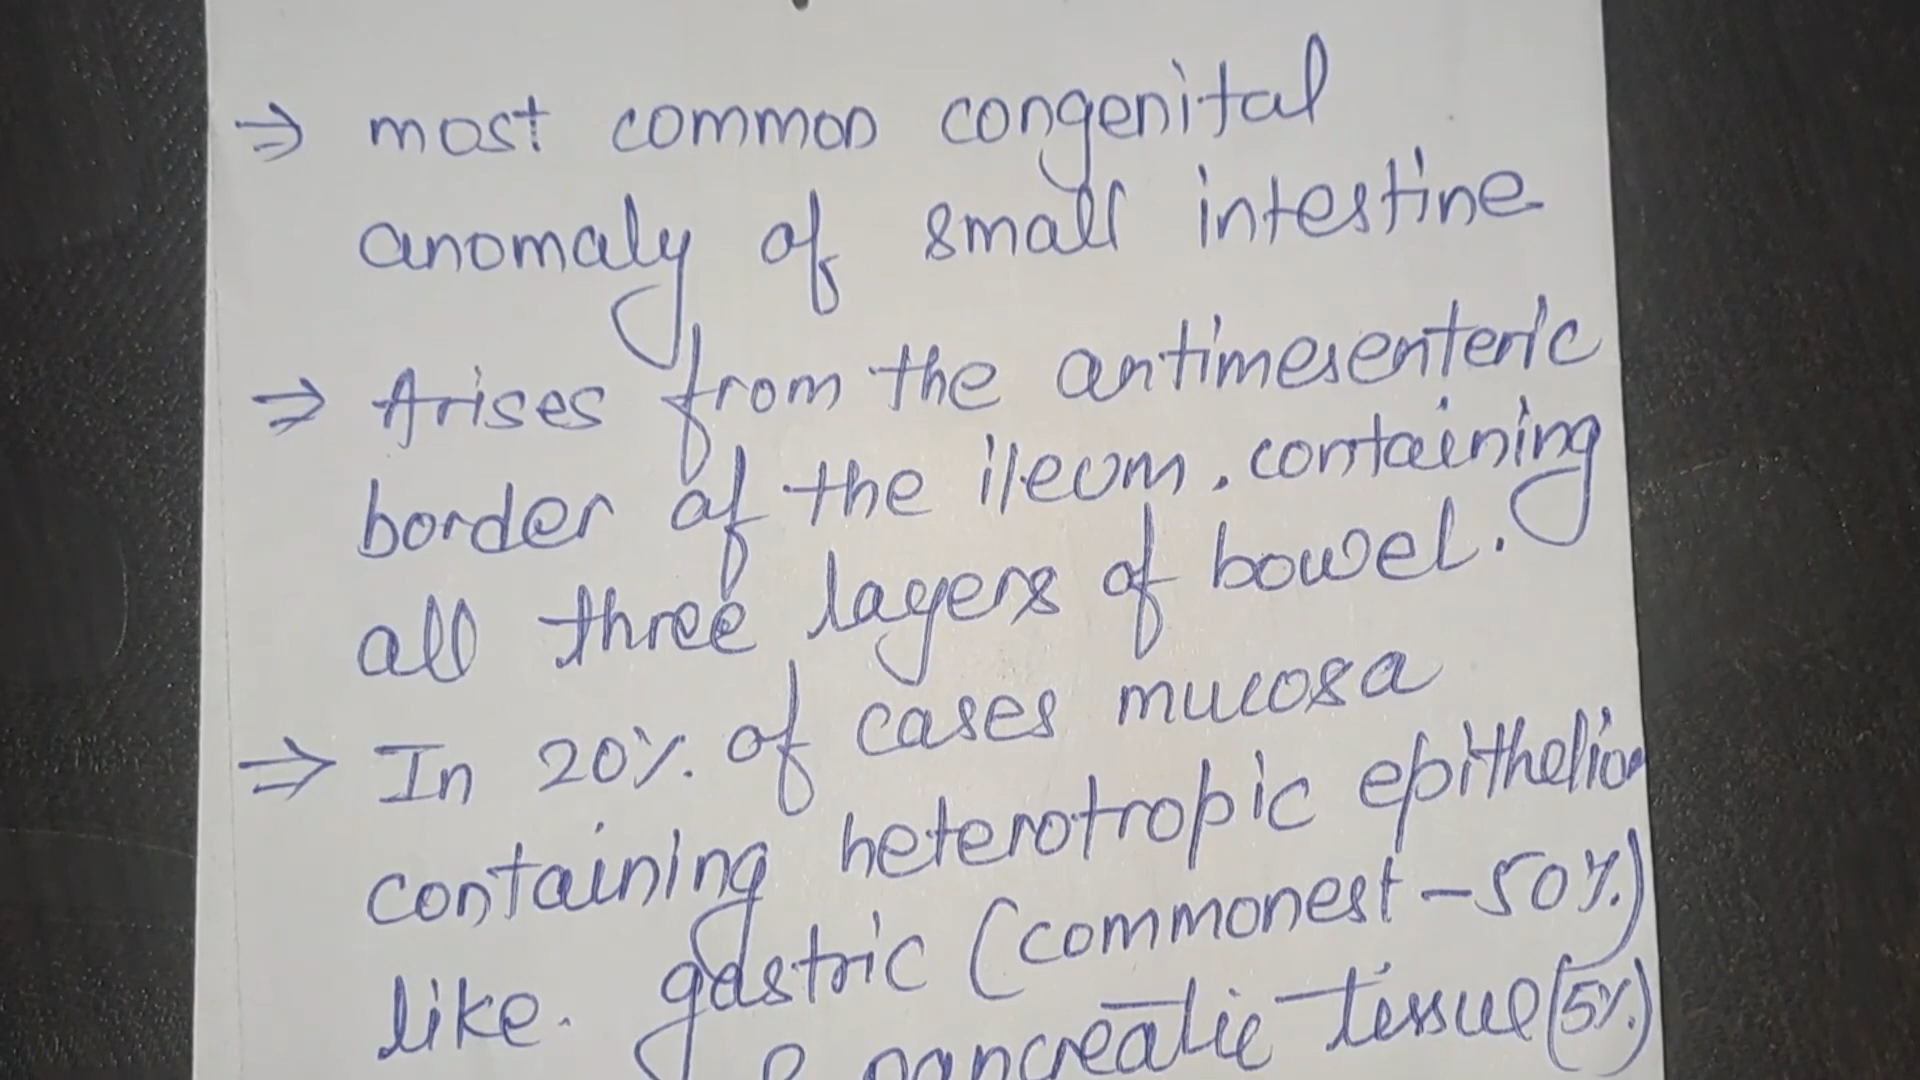 ⇒ most common congenital
anomaly of small intestine
⇒ Arises from the antimesenteric
border of the ileum. containing
all three layers of bowel.
⇒ In 20%. of cases mucosa
containing heterotropic
like. gastric (commonest - 50%.)
pancreatic tissue (5%.)